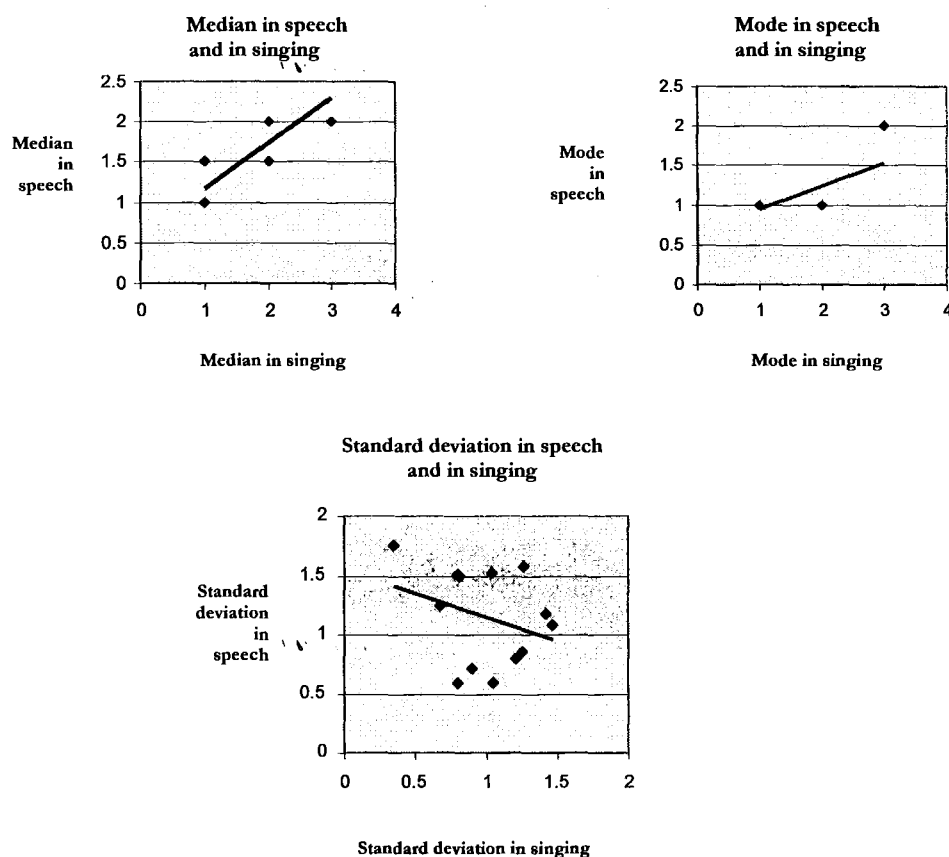 Median in speech
and in singing
2.5
2
1.5
1
0.5
0
0 1 2 3 4
Median
in
speech
Median in singing
Mode in speech
and in singing
2.5
2
1.5
1
0.5
0
0 1 2 3 4
Mode
in
speech
Mode in singing
Standard deviation in speech
and in singing
2
1.5
1
0.5
0
0 0.5 1 1.5 2
Standard
deviation
in
speech
Standard deviation in singing